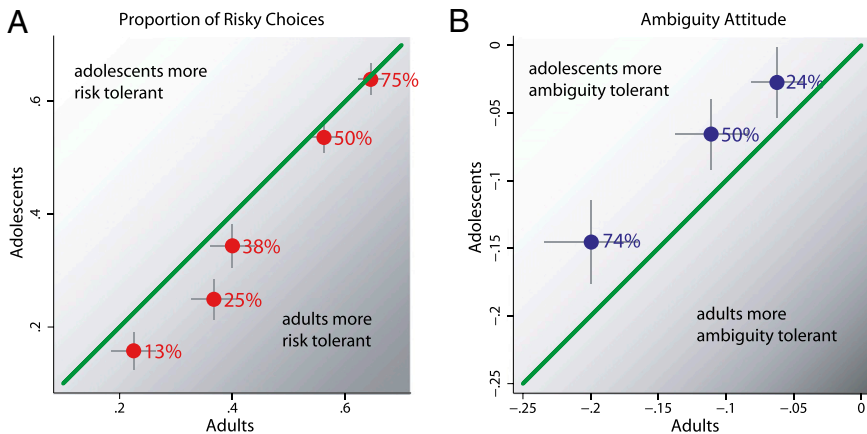 A
Proportion of Risky Choices
adolescents more
risk tolerant
75%
50%
38%
25%
13%
adults more
risk tolerant
Adolescents
.6
.4
.2
.2
.4
.6
Adults
B
Ambiguity Attitude
adolescents more
ambiguity tolerant
24%
50%
74%
adults more
ambiguity tolerant
Adolescents
0
−.05
−.1
−.15
−.2
−.25
−.25
−.2
−.15
−.1
−.05
0
Adults